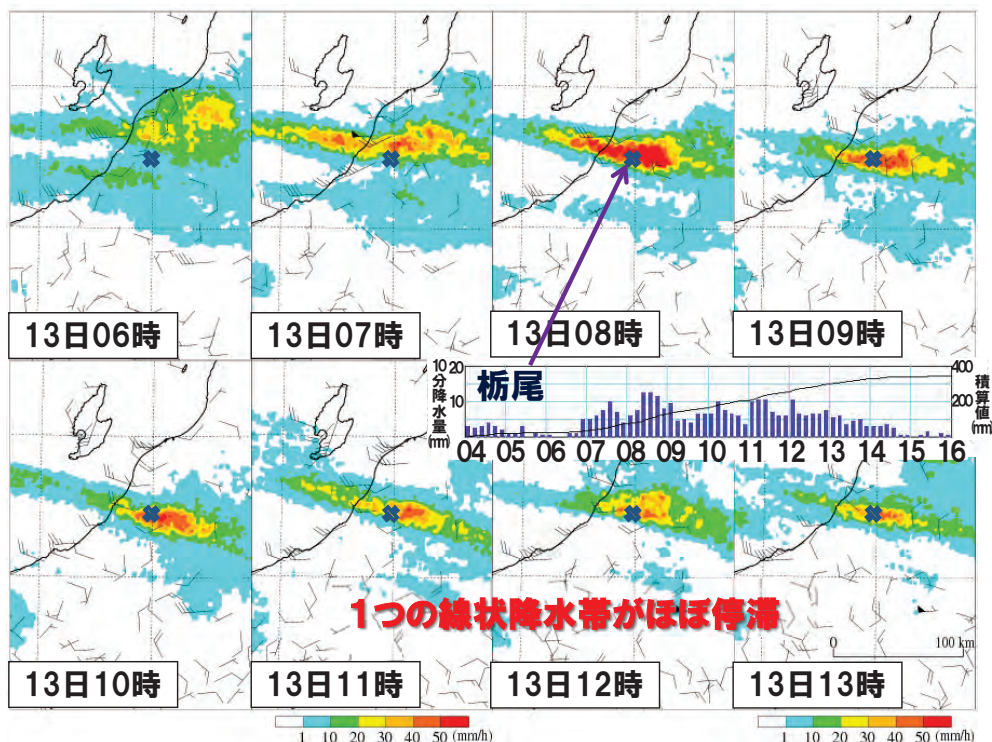 13日06時
13日07時
13日08時
13日09時
10分降水量(mm)
20
10
栃尾
400
200
積算値(mm)
04 05 06 07 08 09 10 11 12 13 14 15 16
1つの線状降水帯がほぼ停滞
0 100 km
13日10時
13日11時
13日12時
13日13時
1 10 20 30 40 50 (mm/h)
1 10 20 30 40 50 (mm/h)